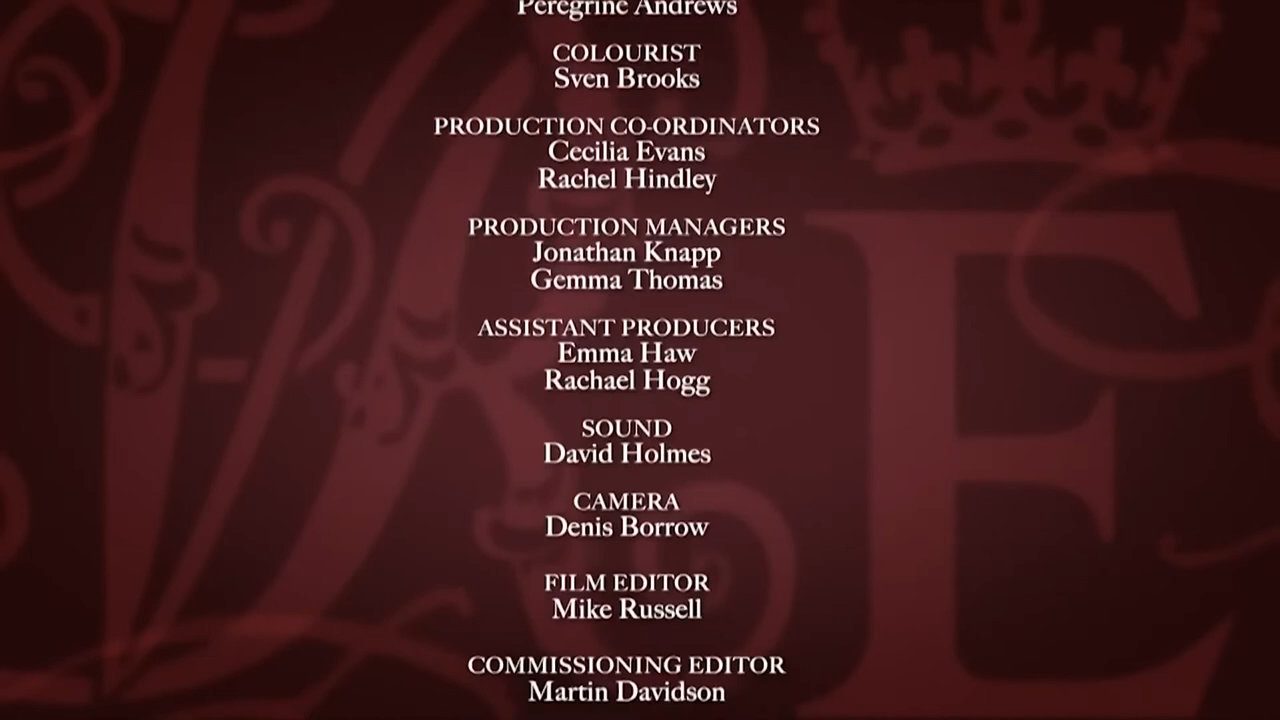 Peregrine Andrews
COLOURIST
Sven Brooks
PRODUCTION CO-ORDINATORS
Cecilia Evans
Rachel Hindley
PRODUCTION MANAGERS
Jonathan Knapp
Gemma Thomas
ASSISTANT PRODUCERS
Emma Haw
Rachael Hogg
SOUND
David Holmes
CAMERA
Denis Borrow
FILM EDITOR
Mike Russell
COMMISSIONING EDITOR
Martin Davidson